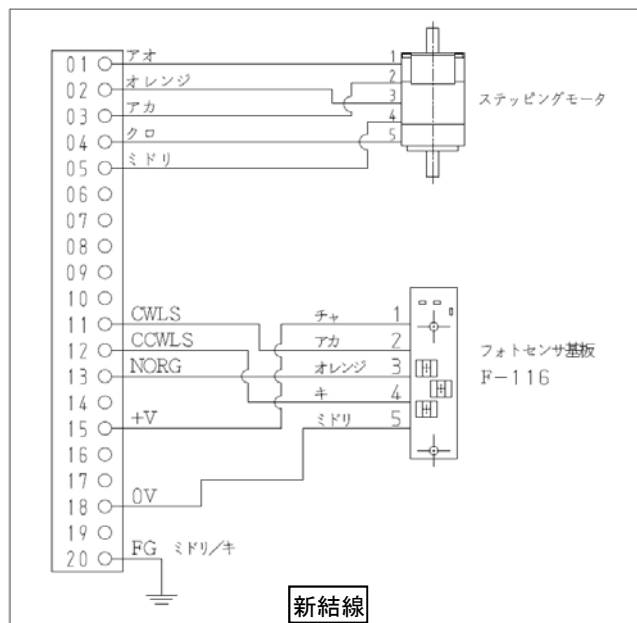 01 アオ 1
02 オレンジ 2
03 アカ 3
04 クロ 4
05 ミドリ 5
ステッピングモータ
06
07
08
09
10
11 CWLS チャ 1
12 CCWLS アカ 2
13 NORG オレンジ 3
14 キ 4
15 +V ミドリ 5
フォトセンサ基板
F-116
16
17
18 0V
19
20 FG ミドリ/キ
新結線